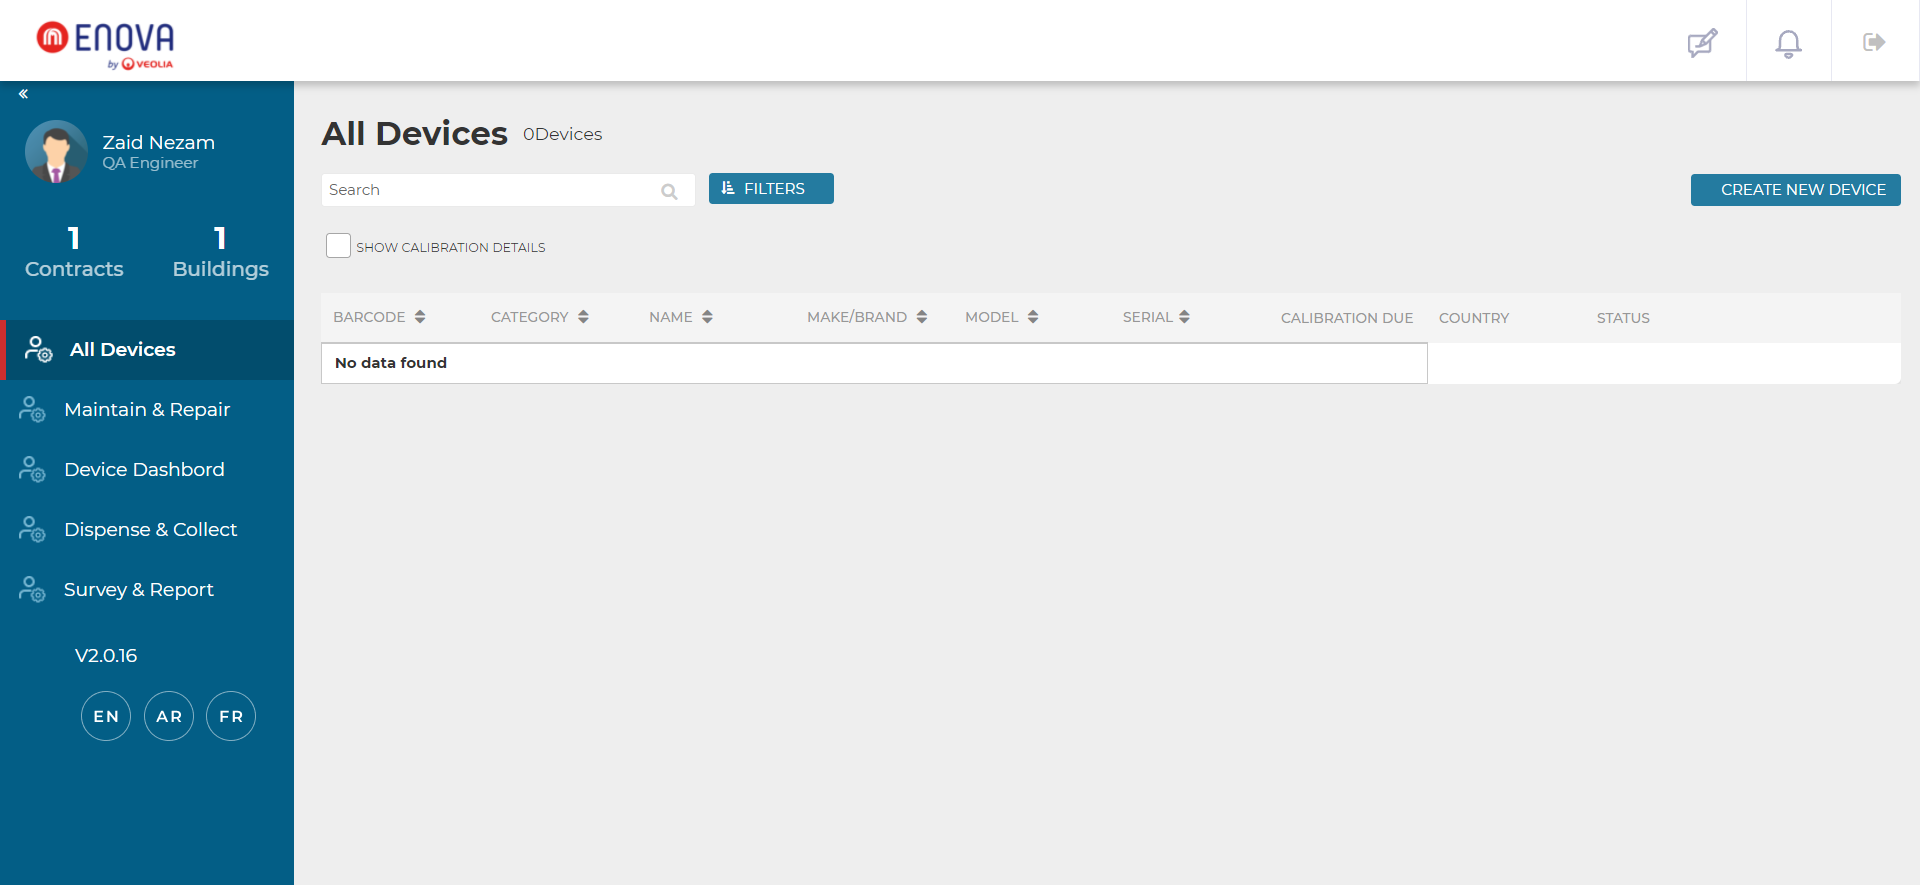 ENOVA
by VEOLIA
Zaid Nezam
QA Engineer
1
Contracts
1
Buildings
All Devices
Maintain & Repair
Device Dashbord
Dispense & Collect
Survey & Report
V2.0.16
EN AR FR
All Devices 0Devices
Search
FILTERS
CREATE NEW DEVICE
SHOW CALIBRATION DETAILS
BARCODE CATEGORY NAME MAKE/BRAND MODEL SERIAL CALIBRATION DUE COUNTRY STATUS
No data found